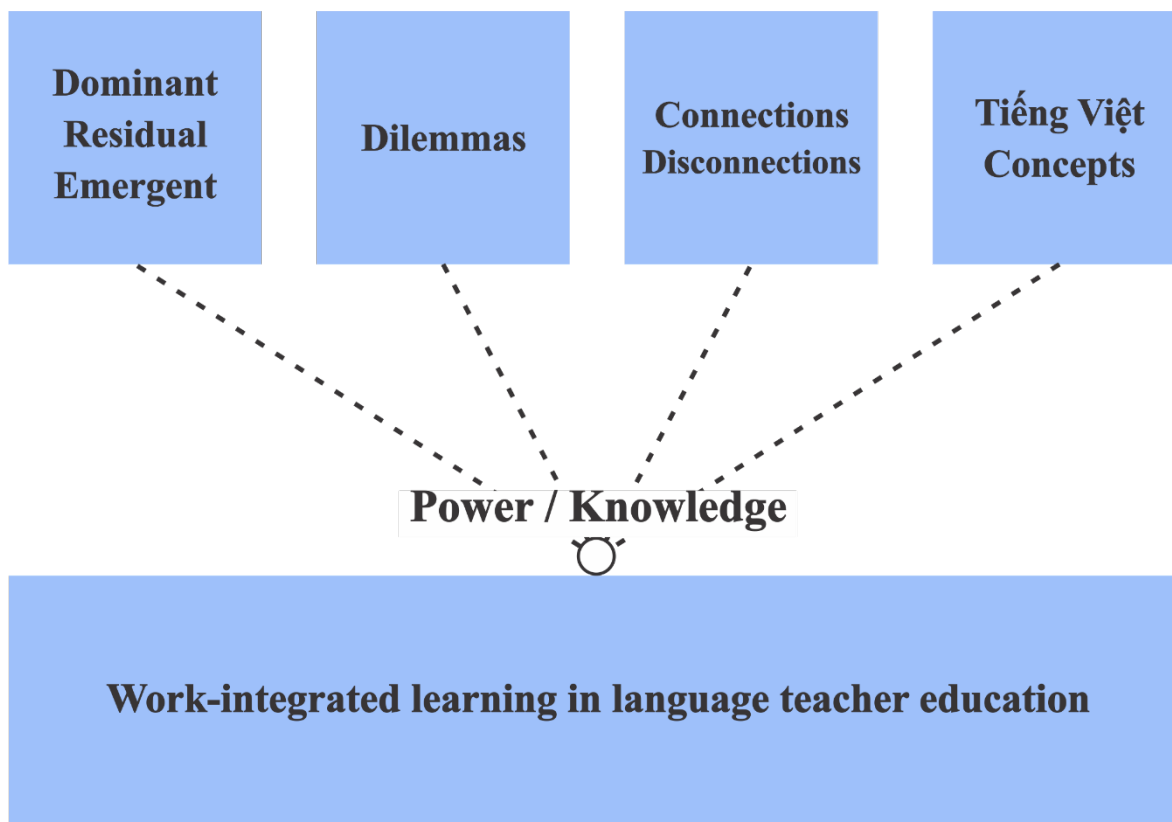 Dominant
Residual
Emergent
Dilemmas
Connections
Disconnections
Tiếng Việt
Concepts
Power / Knowledge
Work-integrated learning in language teacher education